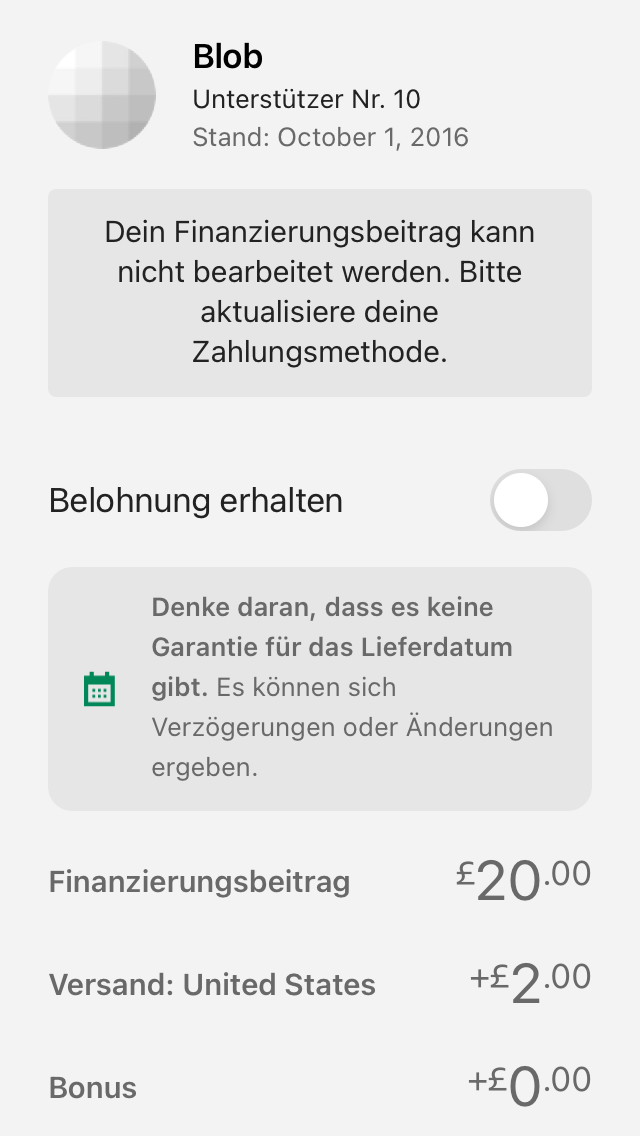 Blob
Unterstützer Nr. 10
Stand: October 1, 2016
Dein Finanzierungsbeitrag kann
nicht bearbeitet werden. Bitte
aktualisiere deine
Zahlungsmethode.
Belohnung erhalten
Denke daran, dass es keine
Garantie für das Lieferdatum
gibt. Es können sich
Verzögerungen oder Änderungen
ergeben.
Finanzierungsbeitrag £20.00
Versand: United States +£2.00
Bonus +£0.00